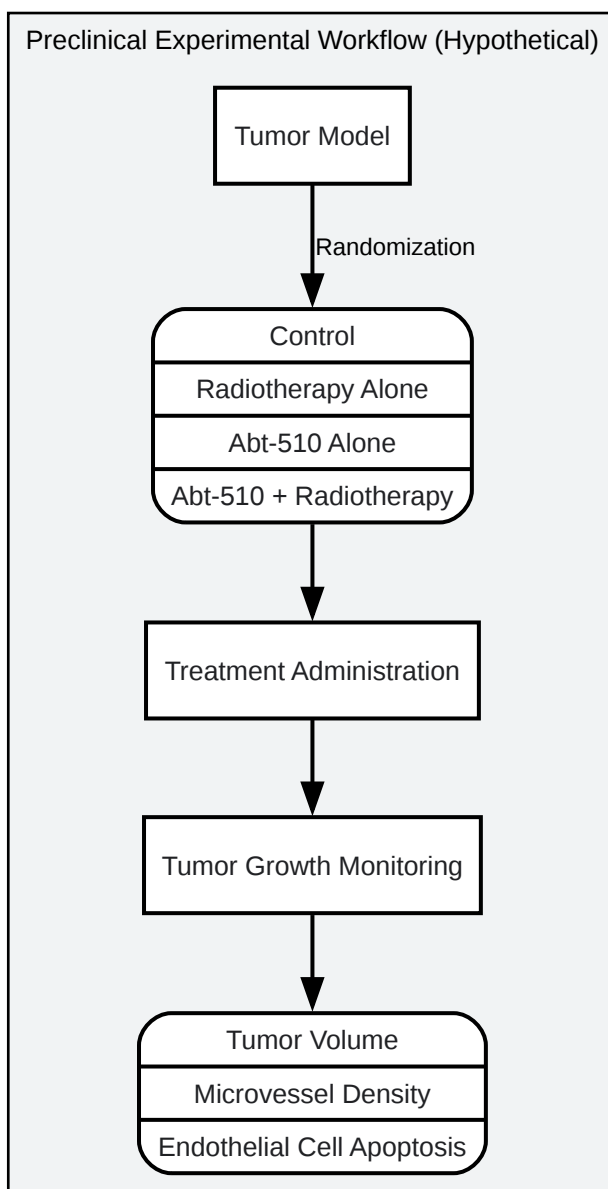 Preclinical Experimental Workflow (Hypothetical)
Tumor Model
Randomization
Control
Radiotherapy Alone
Abt-510 Alone
Abt-510 + Radiotherapy
Treatment Administration
Tumor Growth Monitoring
Tumor Volume
Microvessel Density
Endothelial Cell Apoptosis